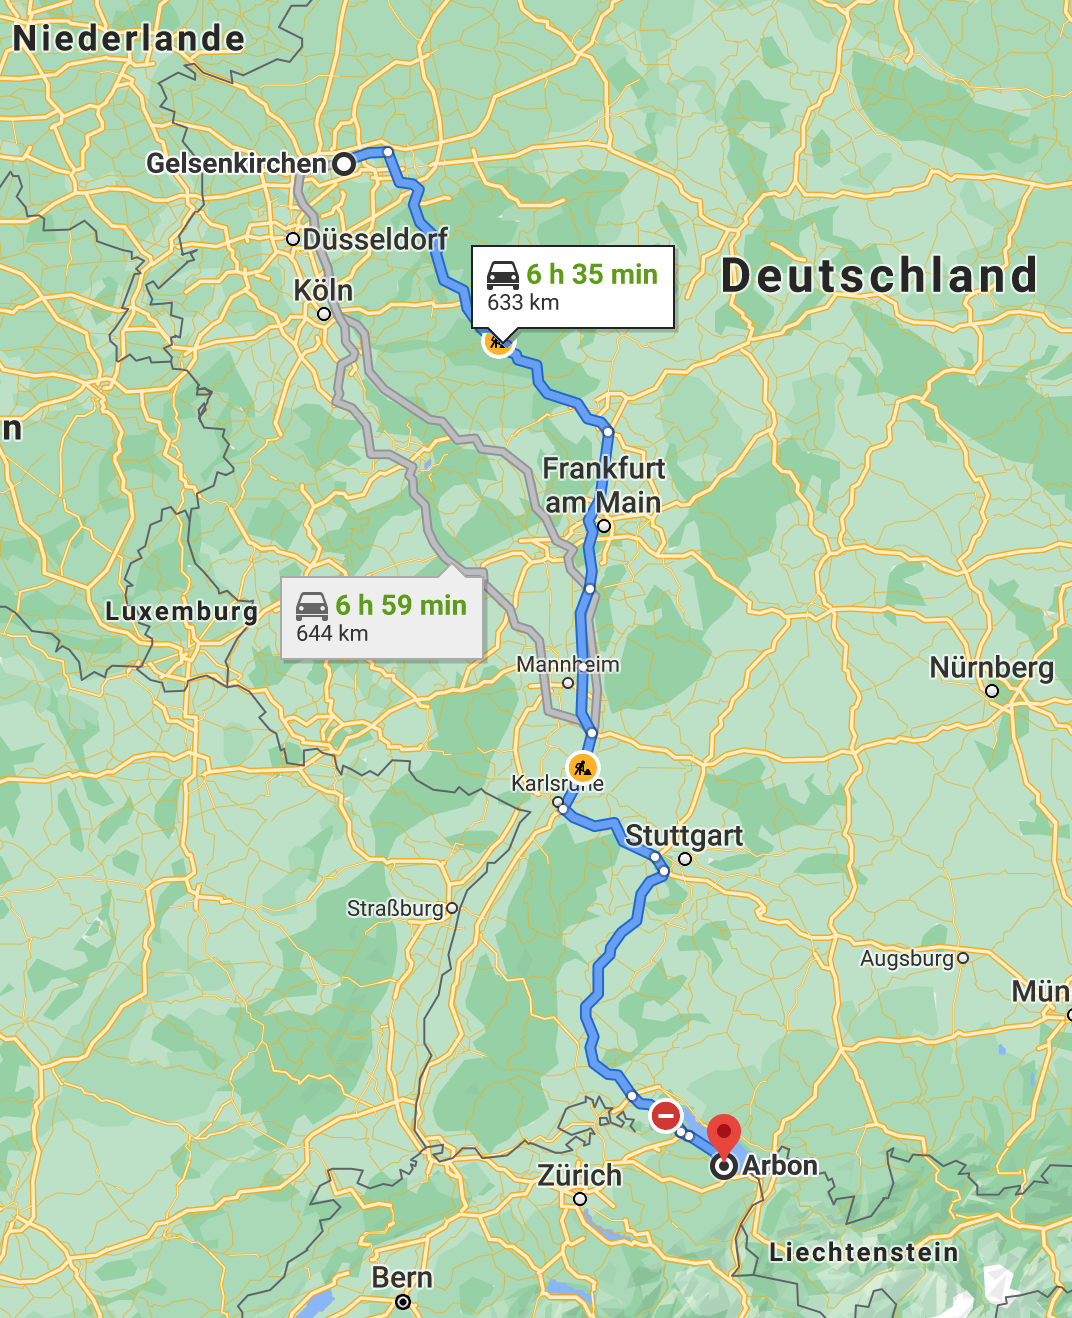 Niederlande
Gelsenkirchen
Düsseldorf
Deutschland
6 h 35 min
633 km
Köln
n
Frankfurt
am Main
6 h 59 min
644 km
Luxemburg
Mannheim
Nürnberg
Karlsruhe
Stuttgart
Straßburg
Augsburg
Mün
Arbon
Zürich
Liechtenstein
Bern